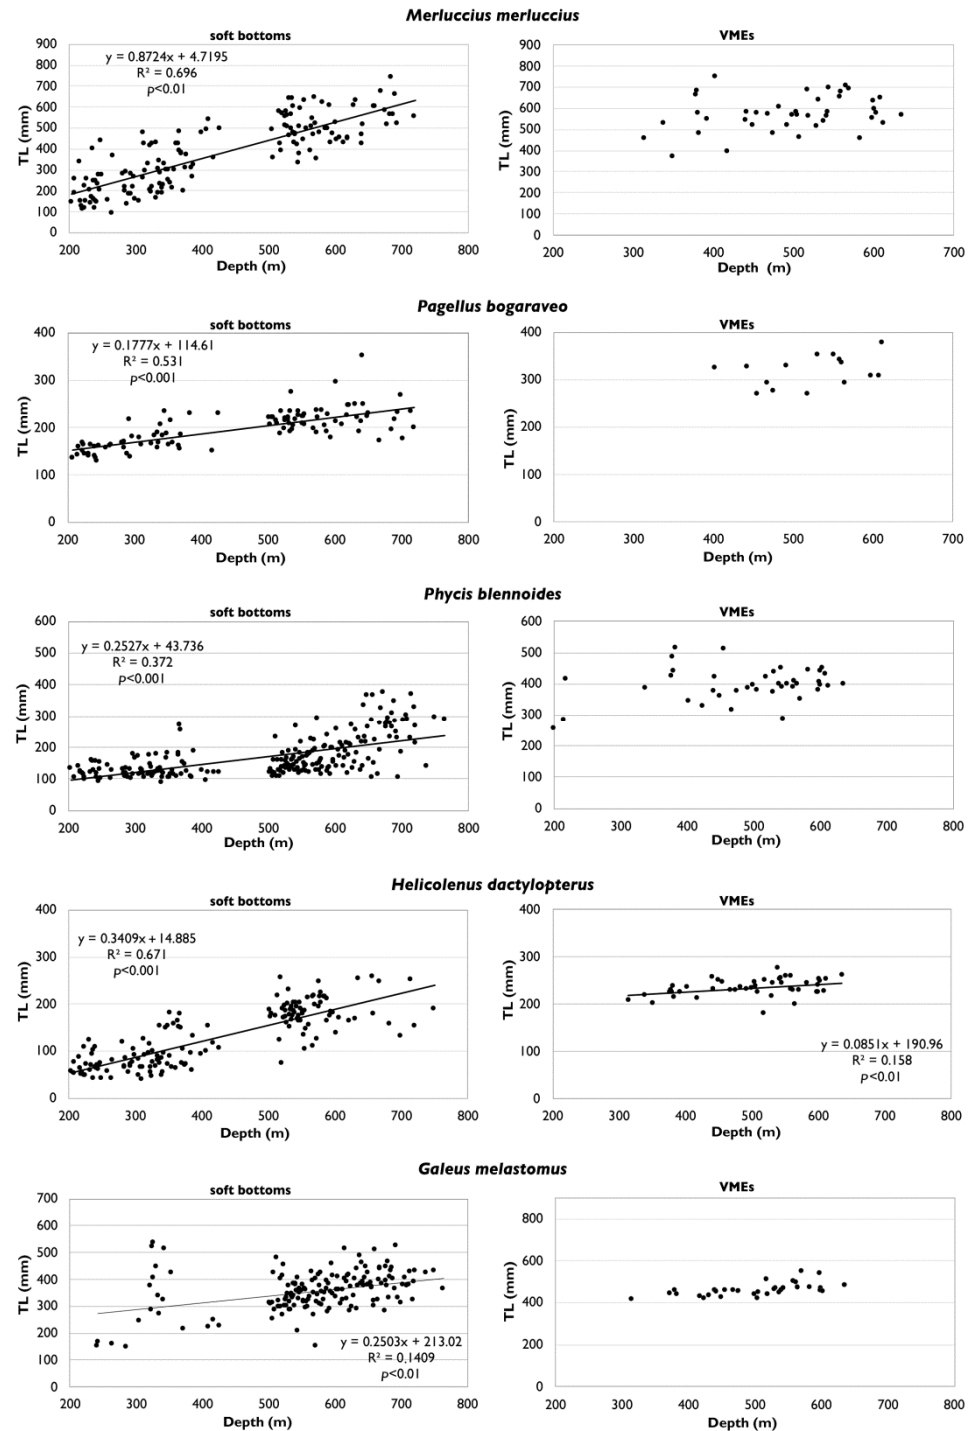 Merluccius merluccius
soft bottoms
y = 0.8724x + 4.7195
R² = 0.696
p<0.01
TL (mm)
900
800
700
600
500
400
300
200
100
0
200 300 400 500 600 700 800
Depth (m)
VMEs
TL (mm)
900
800
700
600
500
400
300
200
100
0
200 300 400 500 600 700
Depth (m)
Pagellus bogaraveo
soft bottoms
y = 0.1777x + 114.61
R² = 0.531
p<0.001
TL (mm)
400
300
200
100
0
200 300 400 500 600 700 800
Depth (m)
VMEs
TL (mm)
400
300
200
100
0
200 300 400 500 600 700
Depth (m)
Phycis blennoides
soft bottoms
y = 0.2527x + 43.736
R² = 0.372
p<0.001
TL (mm)
600
500
400
300
200
100
0
200 300 400 500 600 700 800
Depth (m)
VMEs
TL (mm)
600
500
400
300
200
100
0
200 300 400 500 600 700 800
Depth (m)
Helicolenus dactylopterus
soft bottoms
y = 0.3409x + 14.885
R² = 0.671
p<0.001
TL (mm)
400
300
200
100
0
200 300 400 500 600 700 800
Depth (m)
VMEs
TL (mm)
400
300
200
100
0
y = 0.0851x + 190.96
R² = 0.158
p<0.01
200 300 400 500 600 700 800
Depth (m)
Galeus melastomus
soft bottoms
TL (mm)
700
600
500
400
300
200
100
0
y = 0.2503x + 213.02
R² = 0.1409
p<0.01
200 300 400 500 600 700 800
Depth (m)
VMEs
TL (mm)
800
600
400
200
0
200 300 400 500 600 700 800
Depth (m)